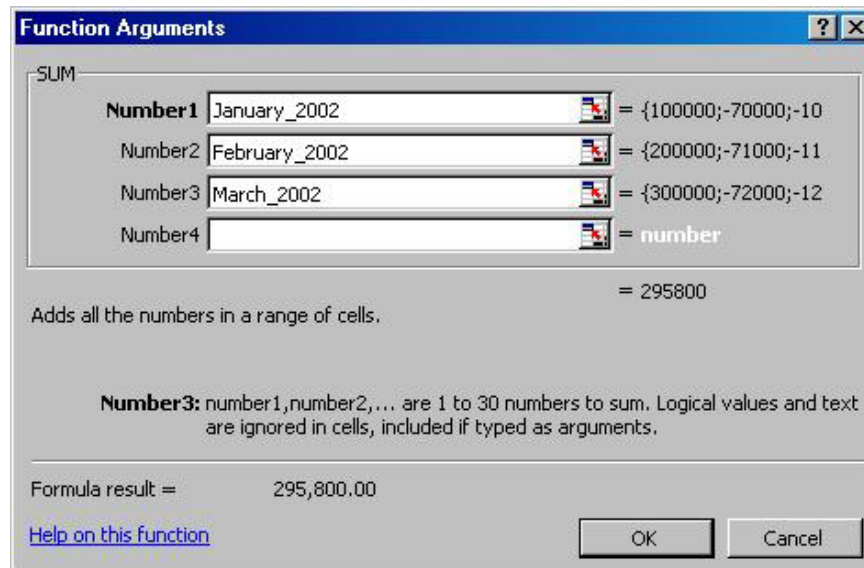 Function Arguments
SUM
Number1 January_2002 = {100000;-70000;-10
Number2 February_2002 = {200000;-71000;-11
Number3 March_2002 = {300000;-72000;-12
Number4 = number
= 295800
Adds all the numbers in a range of cells.
Number3: number1,number2,... are 1 to 30 numbers to sum. Logical values and text
are ignored in cells, included if typed as arguments.
Formula result = 295,800.00
Help on this function OK Cancel